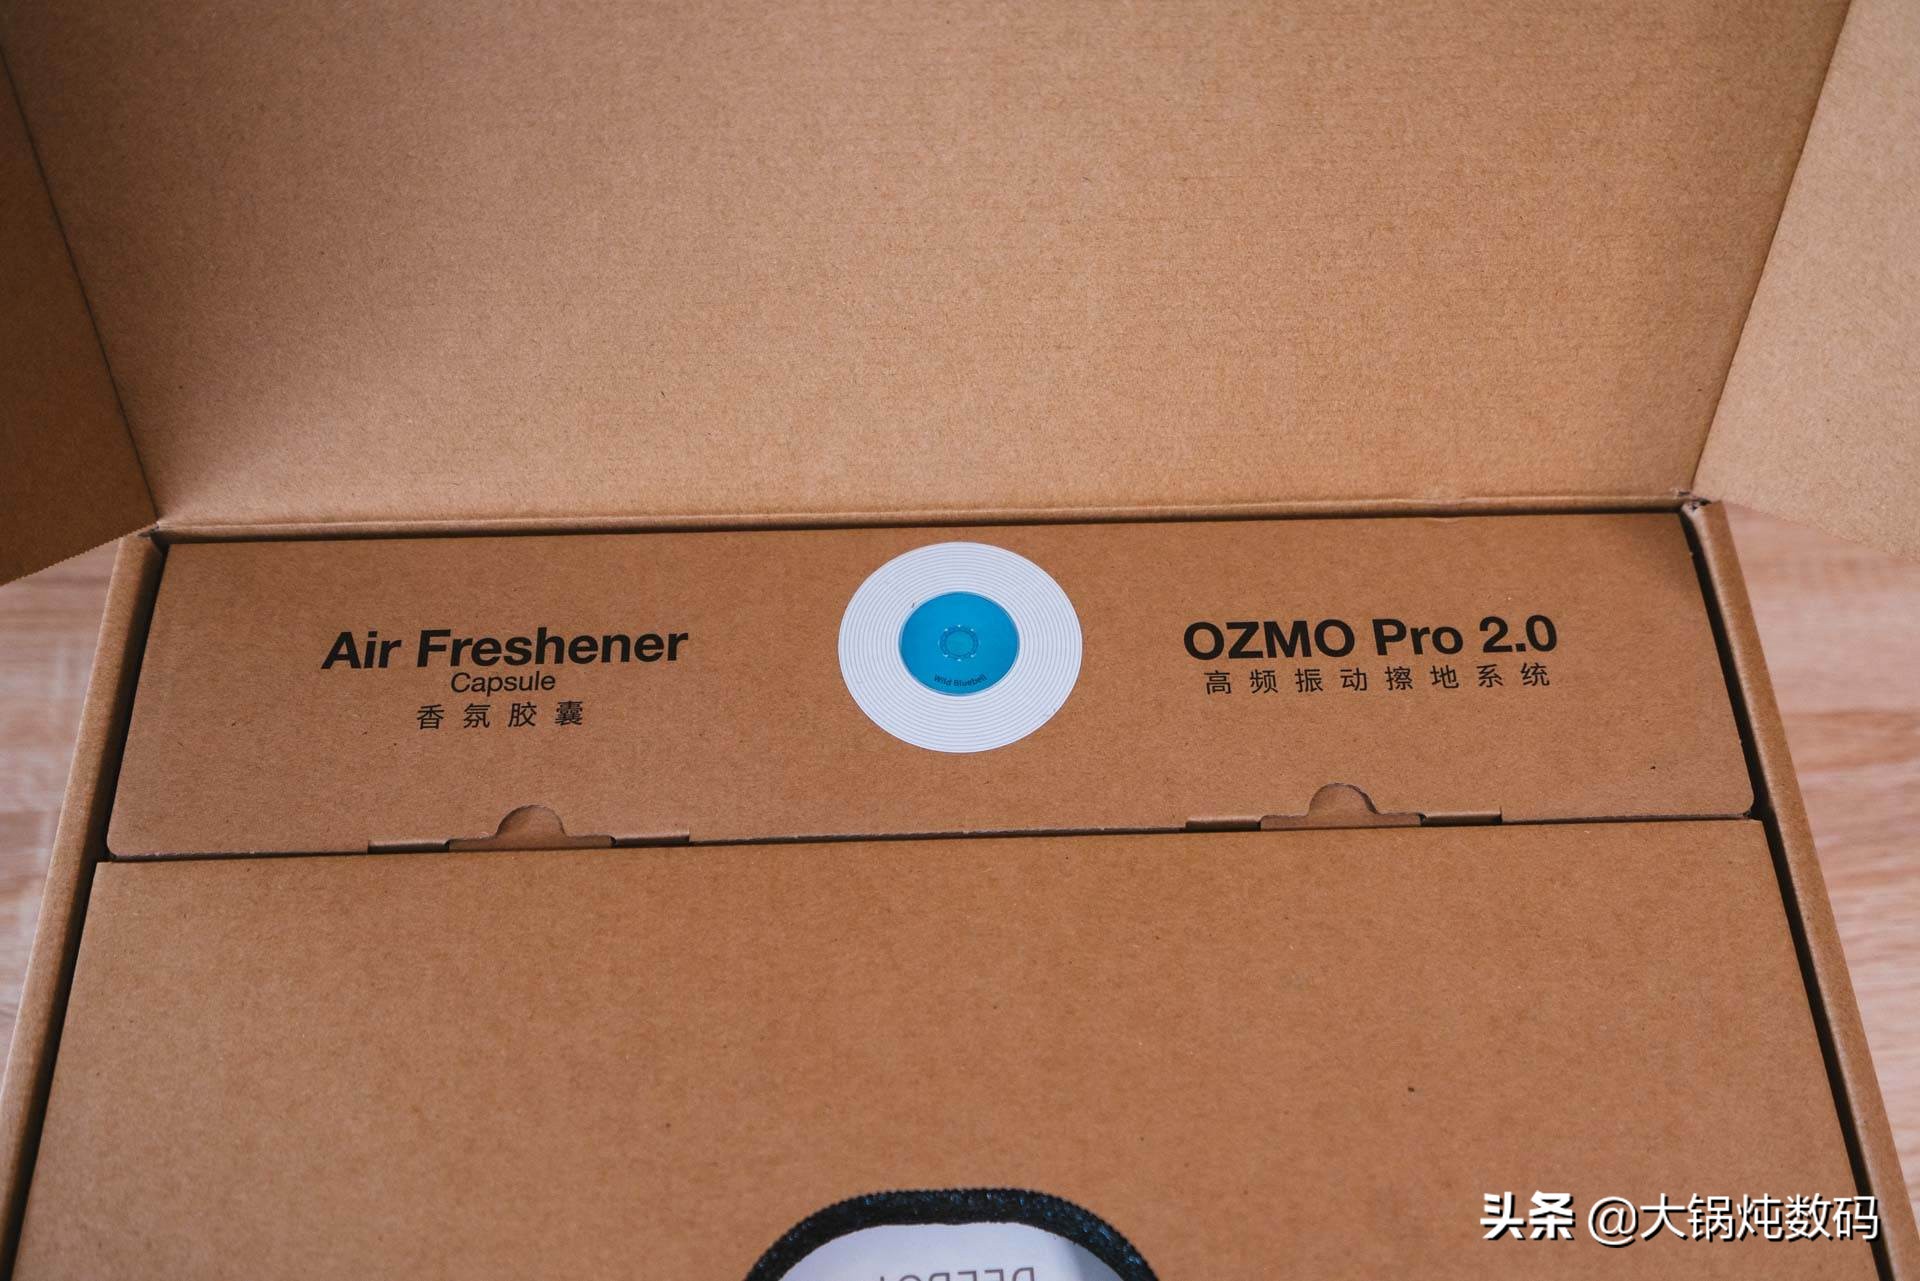 Air Freshener
Capsule
香氛胶囊
Wild Bluebell
OZMO Pro 2.0
高频振动擦地系统
头条 @大锅炖数码